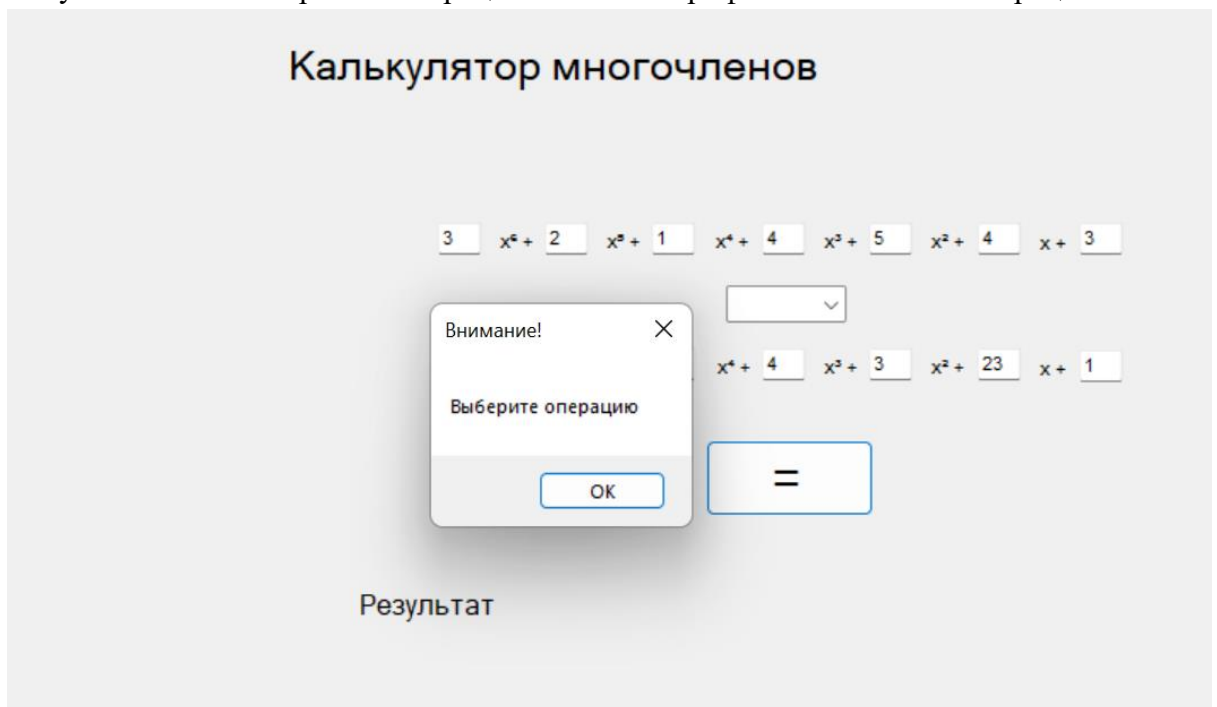 Калькулятор многочленов
3 x⁶ + 2 x⁵ + 1 x⁴ + 4 x³ + 5 x² + 4 x + 3
Внимание!
x⁴ + 4 x³ + 3 x² + 23 x + 1
Выберите операцию
=
OK
Результат